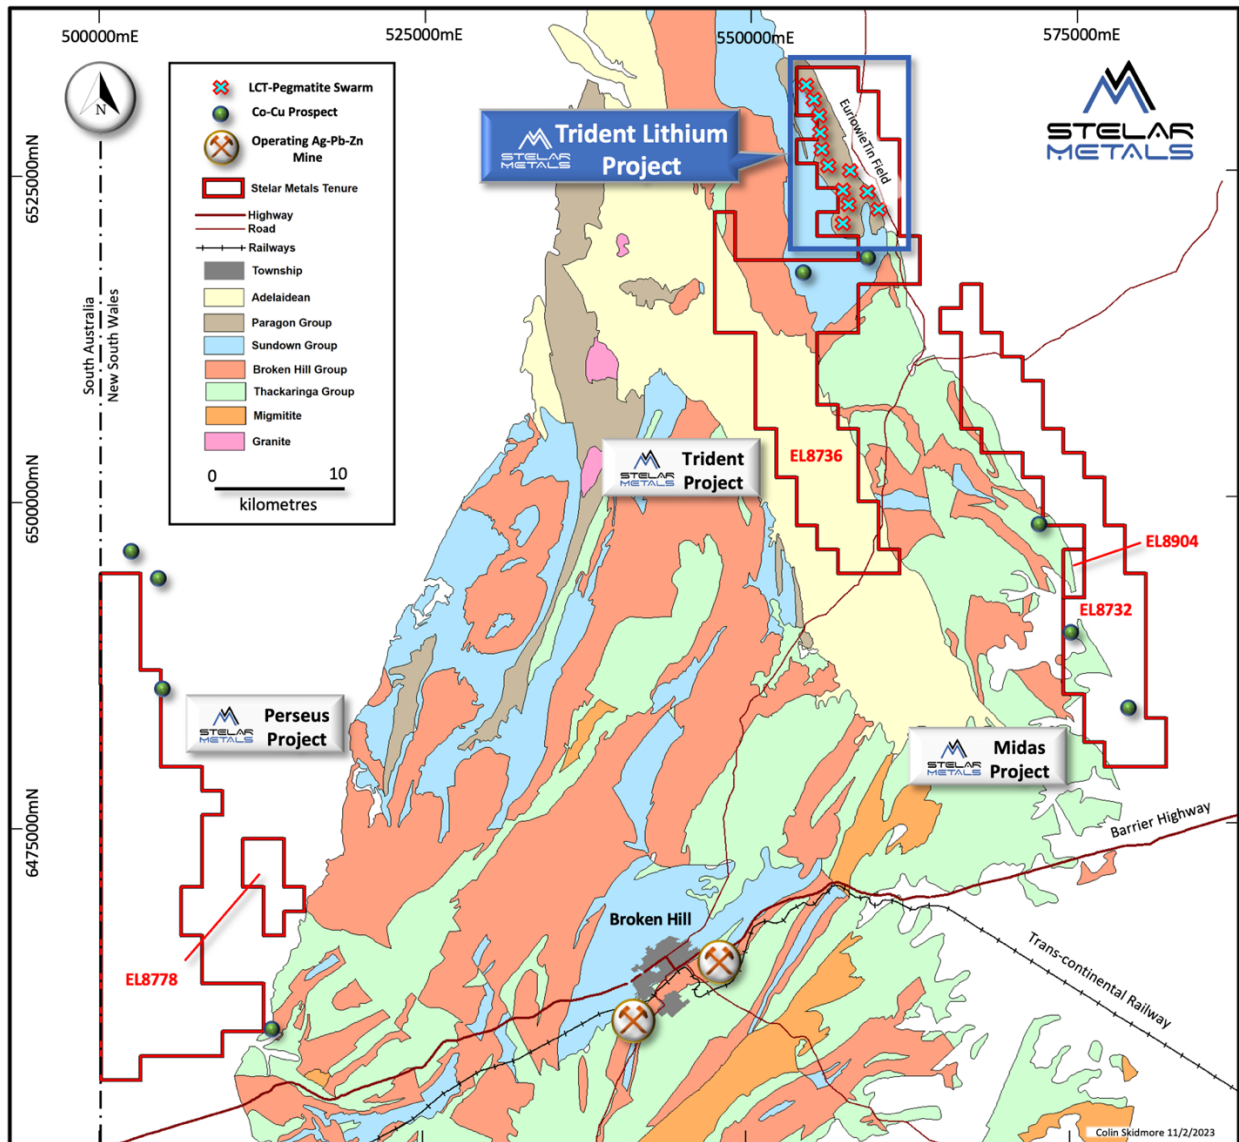 500000mE
525000mE
550000mE
575000mE
N
LCT-Pegmatite Swarm
Co-Cu Prospect
Operating Ag-Pb-Zn
Mine
Stelar Metals Tenure
Highway
Road
Railways
Township
Adelaidean
Paragon Group
Sundown Group
Broken Hill Group
Thackaringa Group
Migmitite
Granite
0 10
kilometres
STELAR
METALS
STELAR
METALS
Trident Lithium
Project
Euriowie Tin Field
6525000mN
6500000mN
6475000mN
South Australia
New South Wales
STELAR
METALS
Trident
Project
EL8736
EL8904
EL8732
STELAR
METALS
Perseus
Project
STELAR
METALS
Midas
Project
EL8778
Broken Hill
Barrier Highway
Trans-continental Railway
Colin Skidmore 11/2/2023